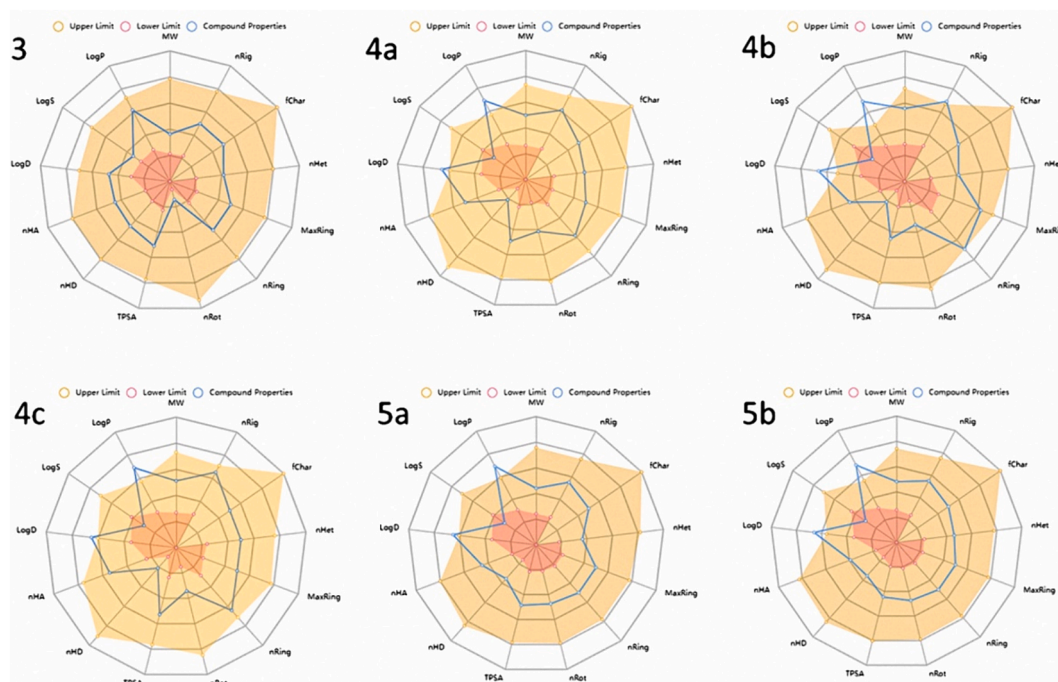 3
Upper Limit Lower Limit Compound Properties
MW
LogP nRig
LogS fChar
LogD nHet
nHA MaxRing
nHD nRing
TPSA nRot
4a
Upper Limit Lower Limit Compound Properties
MW
LogP nRig
LogS fChar
LogD nHet
nHA MaxRing
nHD nRing
TPSA nRot
4b
Upper Limit Lower Limit Compound Properties
MW
LogP nRig
LogS fChar
LogD nHe
nHA MaxRi
nHD nRing
TPSA nRot
4c
Upper Limit Lower Limit Compound Properties
MW
LogP nRig
LogS fChar
LogD nHet
nHA MaxRing
nHD nRing
TPSA nRot
5a
Upper Limit Lower Limit Compound Properties
MW
LogP nRig
LogS fChar
LogD nHet
nHA MaxRing
nHD nRing
TPSA nRot
5b
Upper Limit Lower Limit Compound Properties
MW
LogP nRig
LogS fChar
LogD nHet
nHA MaxRing
nHD nRing
TPSA nRot